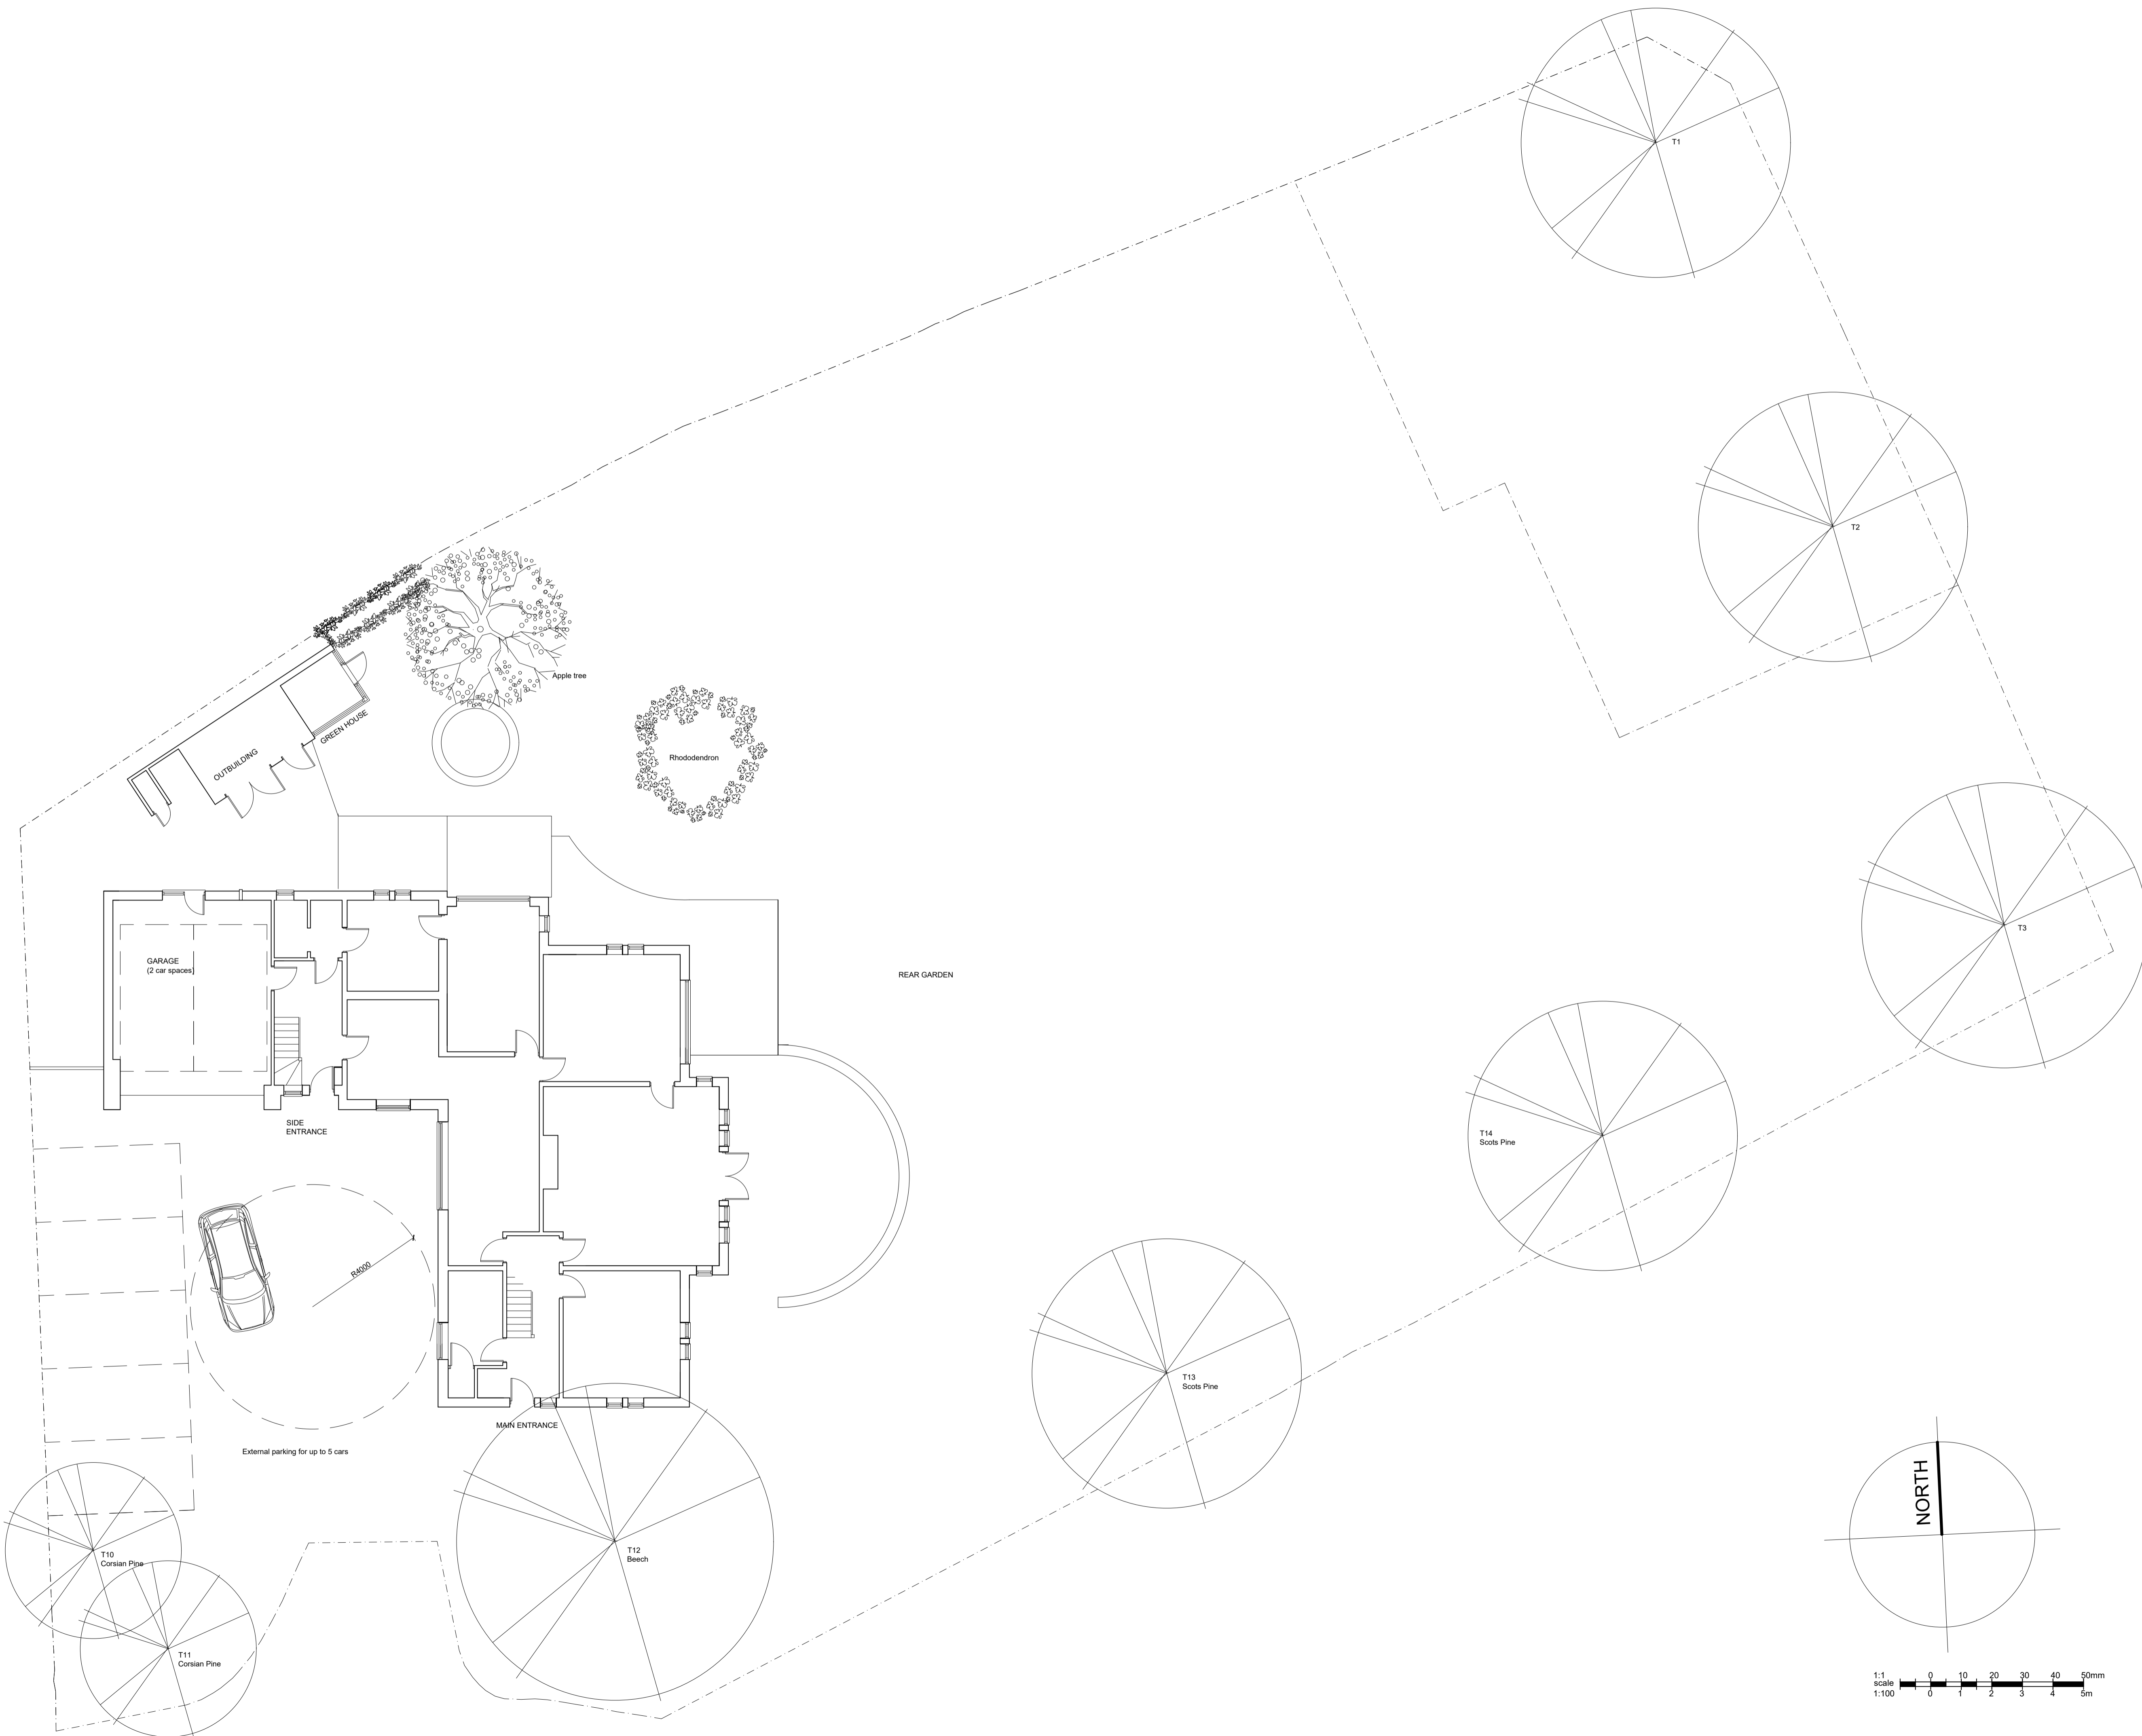 T1
T2
Apple tree
GREEN HOUSE
Rhododendron
OUTBUILDING
T3
GARAGE
(2 car spaces)
REAR GARDEN
SIDE
ENTRANCE
T14
Scots Pine
R4000
T13
Scots Pine
MAIN ENTRANCE
External parking for up to 5 cars
NORTH
T12
Beech
T10
Corsian Pine
T11
Corsian Pine
1:1 0 10 20 30 40 50mm
scale
1:100 0 1 2 3 4 5m